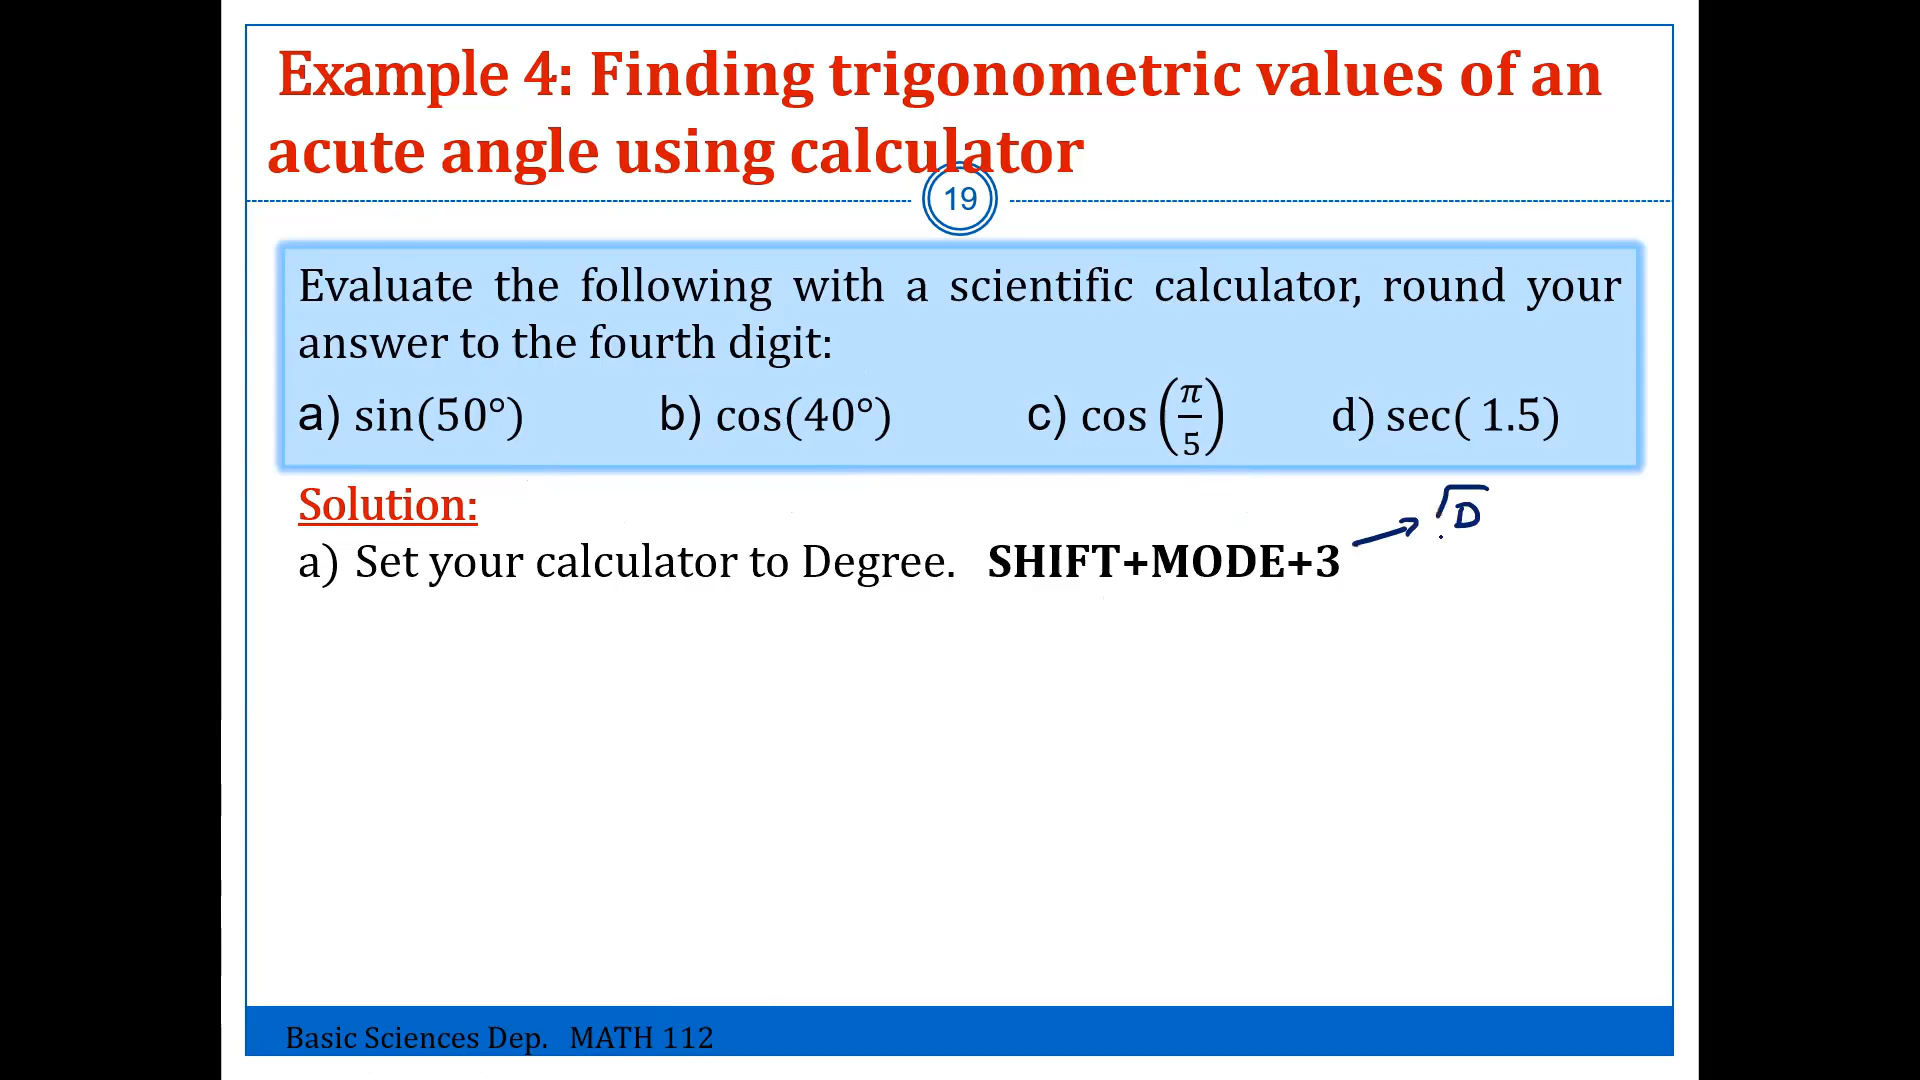 Example 4: Finding trigonometric values of an
acute angle using calculator
19
Evaluate the following with a scientific calculator, round your
answer to the fourth digit:
a) sin(50°) b) cos(40°) c) cos(π/5) d) sec( 1.5)
Solution:
D
a) Set your calculator to Degree. SHIFT+MODE+3
Basic Sciences Dep. MATH 112